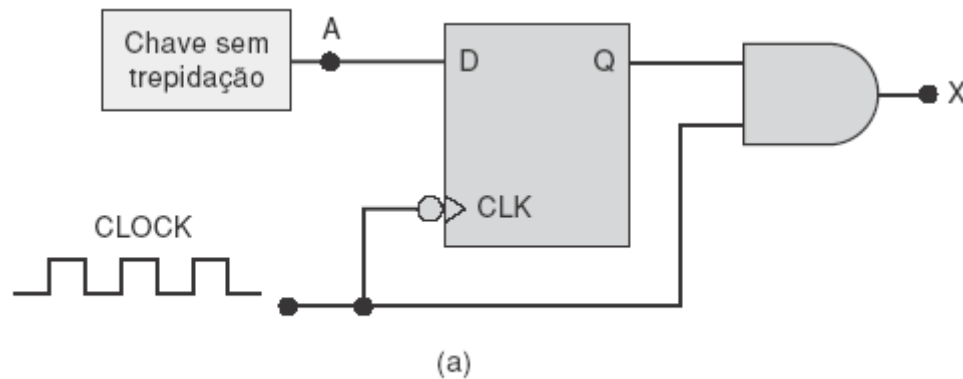 A
Chave sem
trepidação
D
Q
X
CLK
CLOCK
(a)